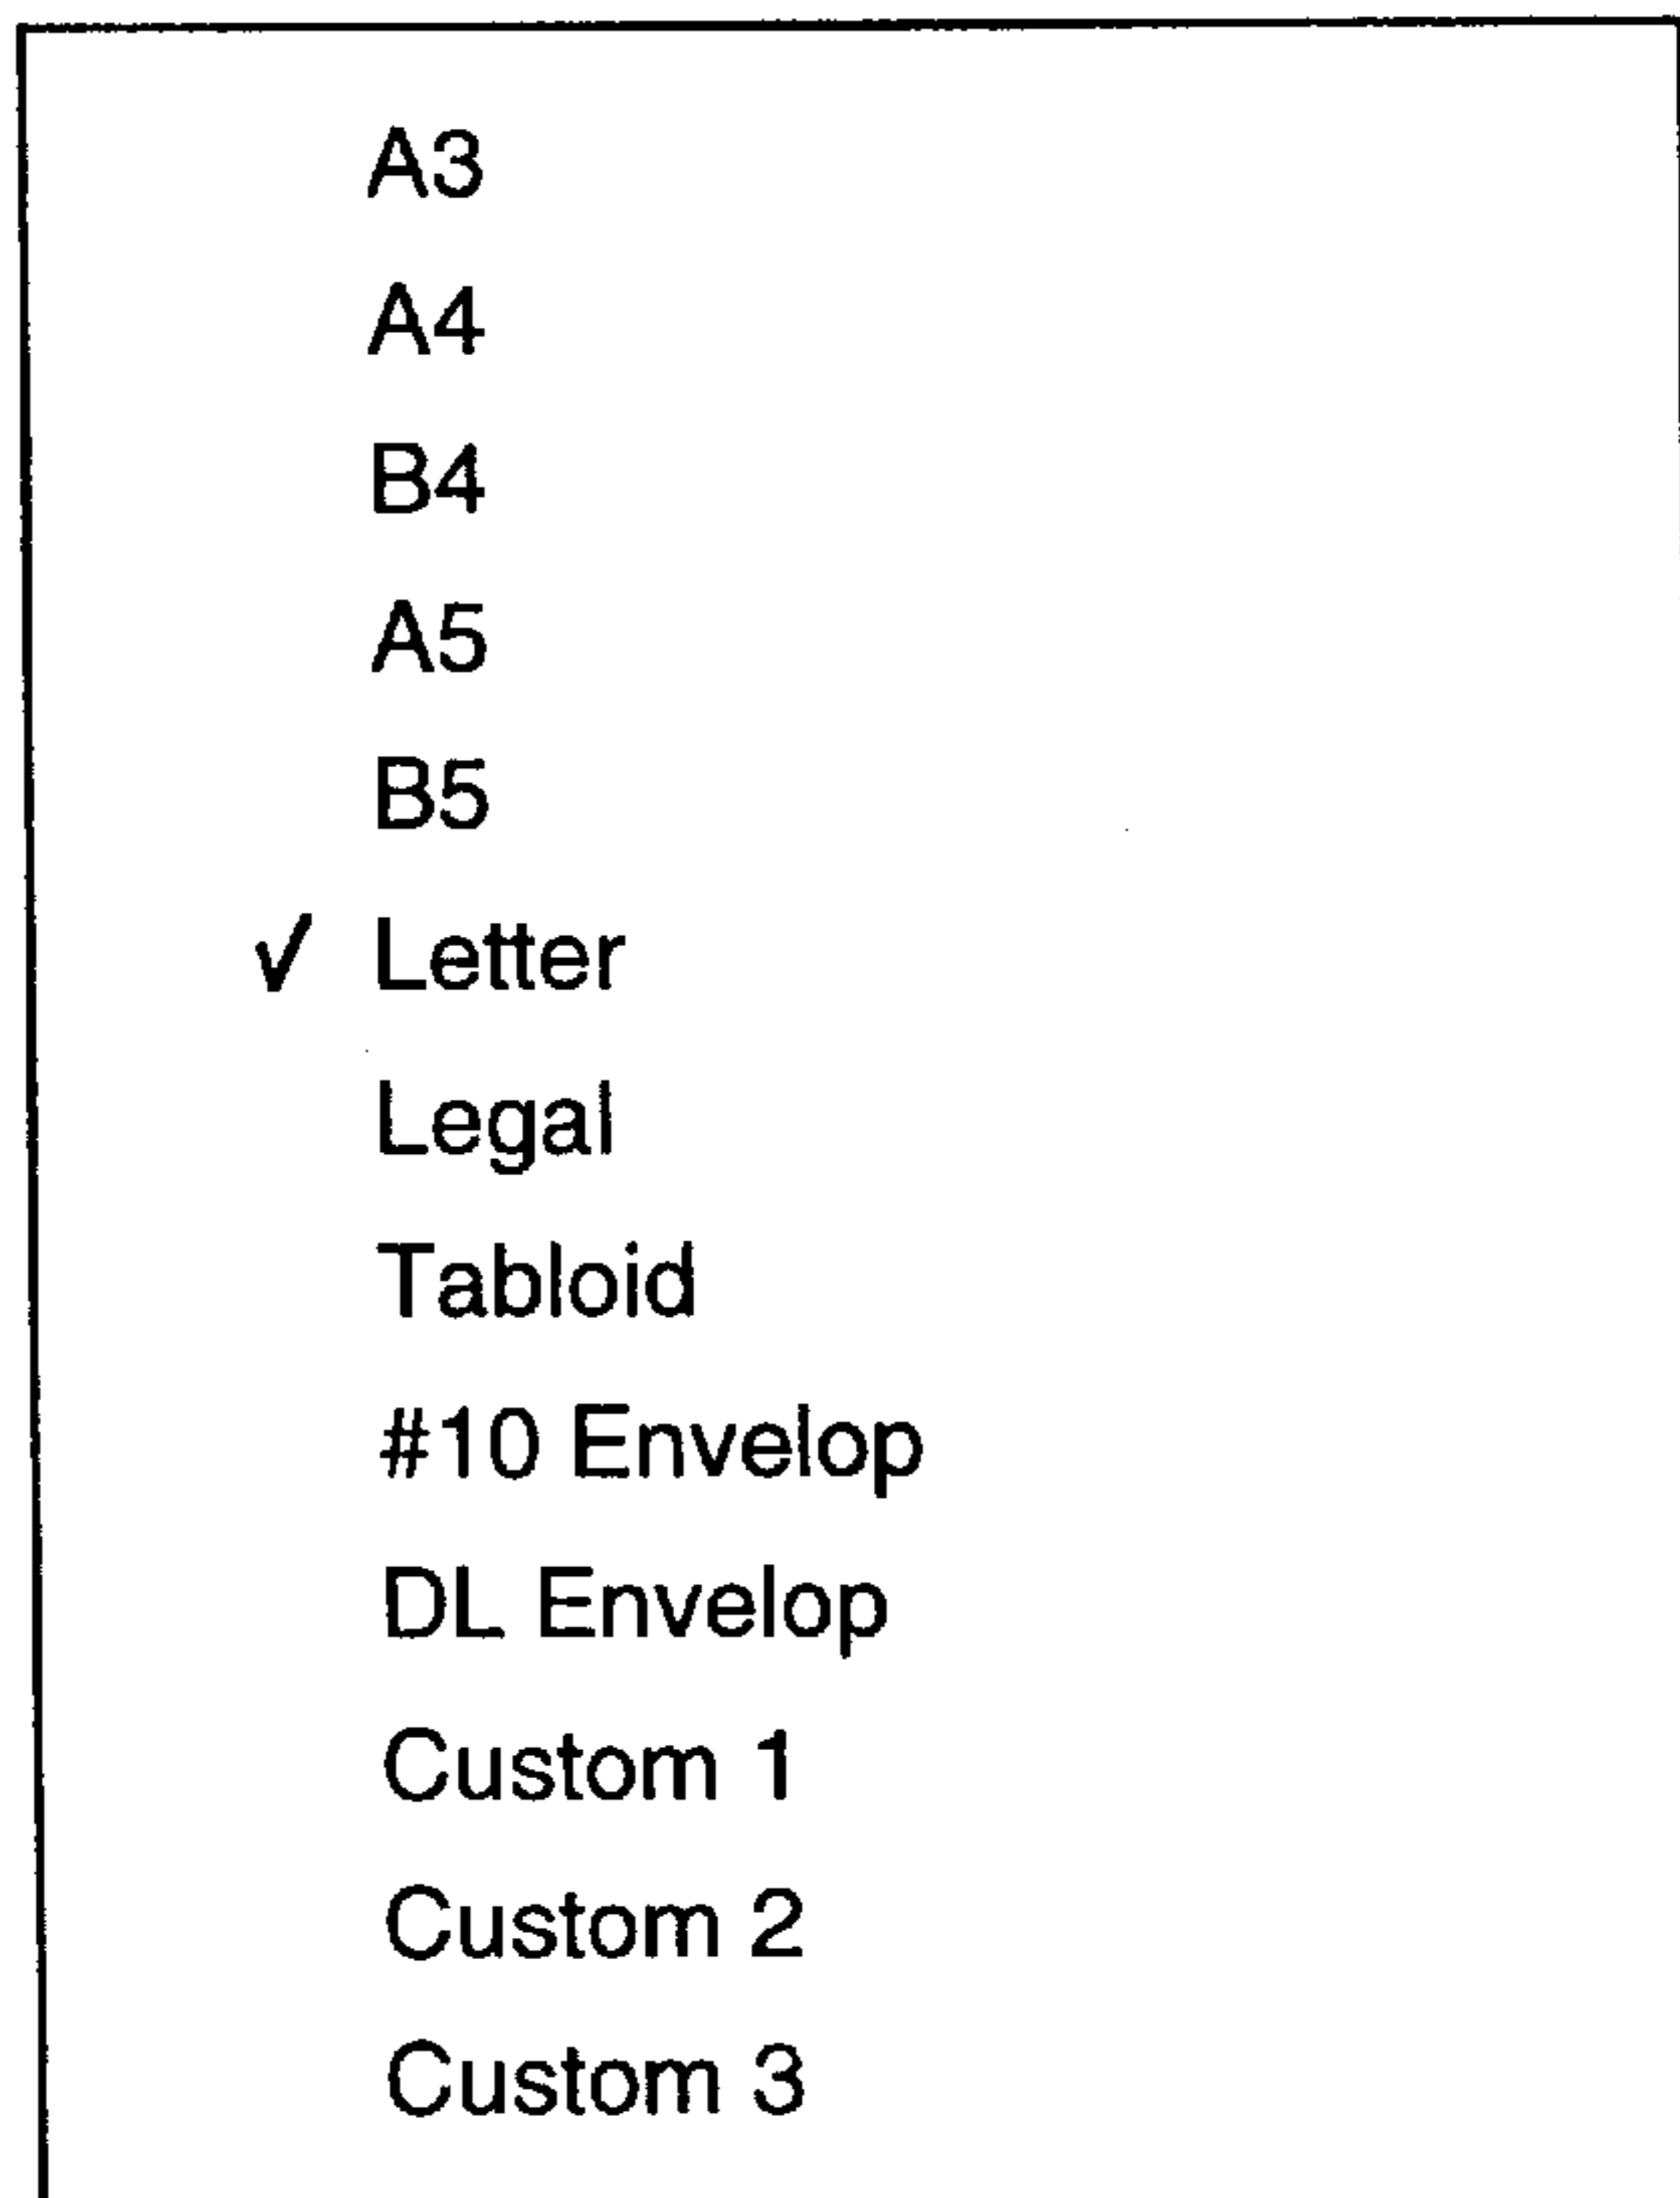 A3
A4
B4
A5
B5
✓ Letter
Legal
Tabloid
#10 Envelop
DL Envelop
Custom 1
Custom 2
Custom 3